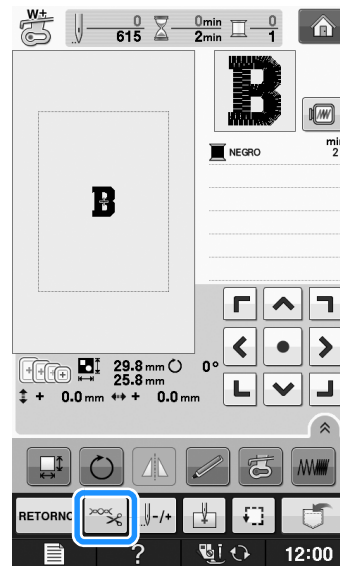 W+
0 0min 0
615 2min 1
B
NEGRO
min
2
B
29.8 mm 0°
25.8 mm
+ 0.0 mm + 0.0 mm
RETORNO -/+
? 12:00